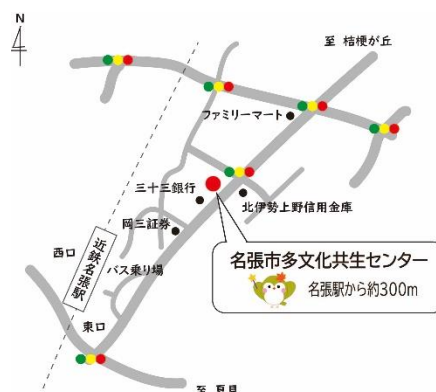 N
至 桔梗が丘
ファミリーマート
三十三銀行
北伊勢上野信用金庫
岡三証券
西口
近鉄名張駅
バス乗り場
名張市多文化共生センター
名張駅から約300m
東口
至 夏見